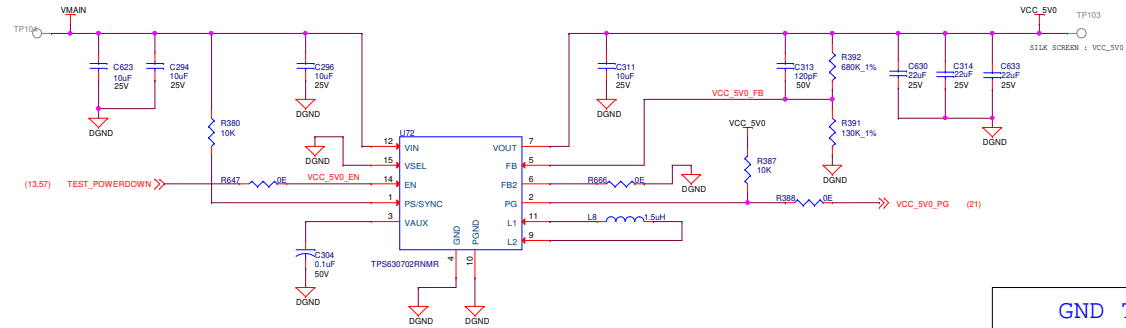 VMAIN
TP104
C623
10uF
25V
C294
10uF
25V
DGND
R380
10K
C296
10uF
25V
DGND
C311
10uF
25V
DGND
VCC_5V0_FB
C313
120pF
50V
R392
680K_1%
R391
130K_1%
DGND
VCC_5V0
TP103
SILK SCREEN : VCC_5V0
C630
22uF
25V
C314
22uF
25V
C633
22uF
25V
DGND
DGND
U72
12 VIN VOUT 7
15 VSEL FB 5
14 EN FB2 6
1 PS/SYNC PG 2
3 VAUX L1 11
L2 9
GND
PGND
4
10
TPS630702RNMR
(13,57) TEST_POWERDOWN
R647 0E
VCC_5V0_EN
C304
0.1uF
50V
DGND
DGND
DGND
R666 0E
DGND
VCC_5V0
R387
10K
R388 0E
VCC_5V0_PG (21)
L8 1.5uH
GND